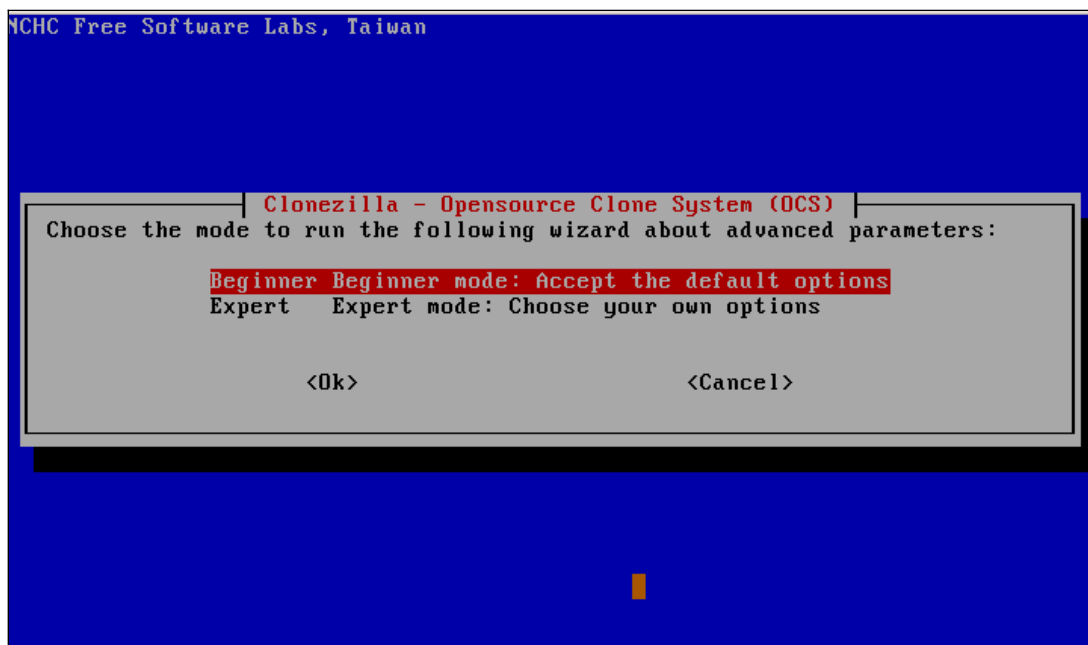 NCHC Free Software Labs, Taiwan
Clonezilla - Opensource Clone System (OCS)
Choose the mode to run the following wizard about advanced parameters:
Beginner Beginner mode: Accept the default options
Expert Expert mode: Choose your own options
<Ok> <Cancel>